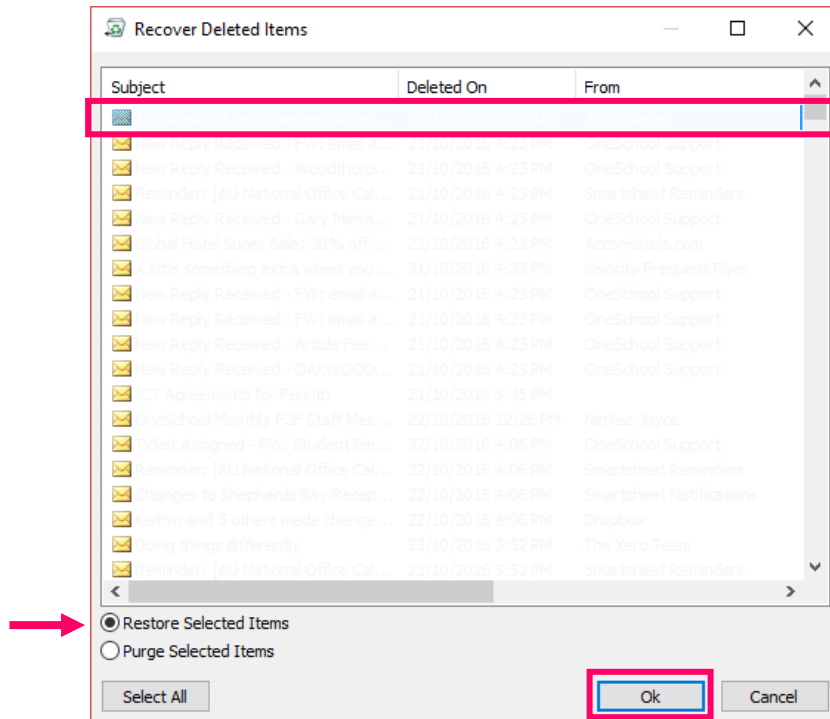 Recover Deleted Items
Subject Deleted On From
New Reply Received - FW: email a... 21/10/2016 4:23 PM OneSchool Support
New Reply Received - Woodthorp... 21/10/2016 4:23 PM OneSchool Support
Reminder: [AU National Office Cal... 21/10/2016 4:23 PM Smartsheet Reminders
New Reply Received - Gary Menzi... 21/10/2016 4:23 PM OneSchool Support
Global Hotel Super Sale: 30% off ... 21/10/2016 4:23 PM AccorHotels.com
A little something extra when you ... 21/10/2016 4:23 PM Velocity Frequent Flyer
New Reply Received - FW: email a... 21/10/2016 4:23 PM OneSchool Support
New Reply Received - FW: email a... 21/10/2016 4:23 PM OneSchool Support
New Reply Received - Article Fee... 21/10/2016 4:23 PM OneSchool Support
New Reply Received - OAKWOOD... 21/10/2016 4:23 PM OneSchool Support
ICT Agreements for Penrith 21/10/2016 8:45 PM
OneSchool Monthly F2F Staff Mee... 22/10/2016 12:26 PM Nerilee Joyce
Ticket Assigned - FW: Student Em... 22/10/2016 4:06 PM OneSchool Support
Reminder: [AU National Office Cal... 22/10/2016 4:06 PM Smartsheet Reminders
Changes to Shepherds Bay Recep... 22/10/2016 4:06 PM Smartsheet Notifications
Kaitlyn and 5 others made change... 22/10/2016 4:06 PM Dropbox
Doing things differently 23/10/2016 3:52 PM The Xero Team
Reminder: [AU National Office Cal... 23/10/2016 3:52 PM Smartsheet Reminders
Restore Selected Items
Purge Selected Items
Select All Ok Cancel